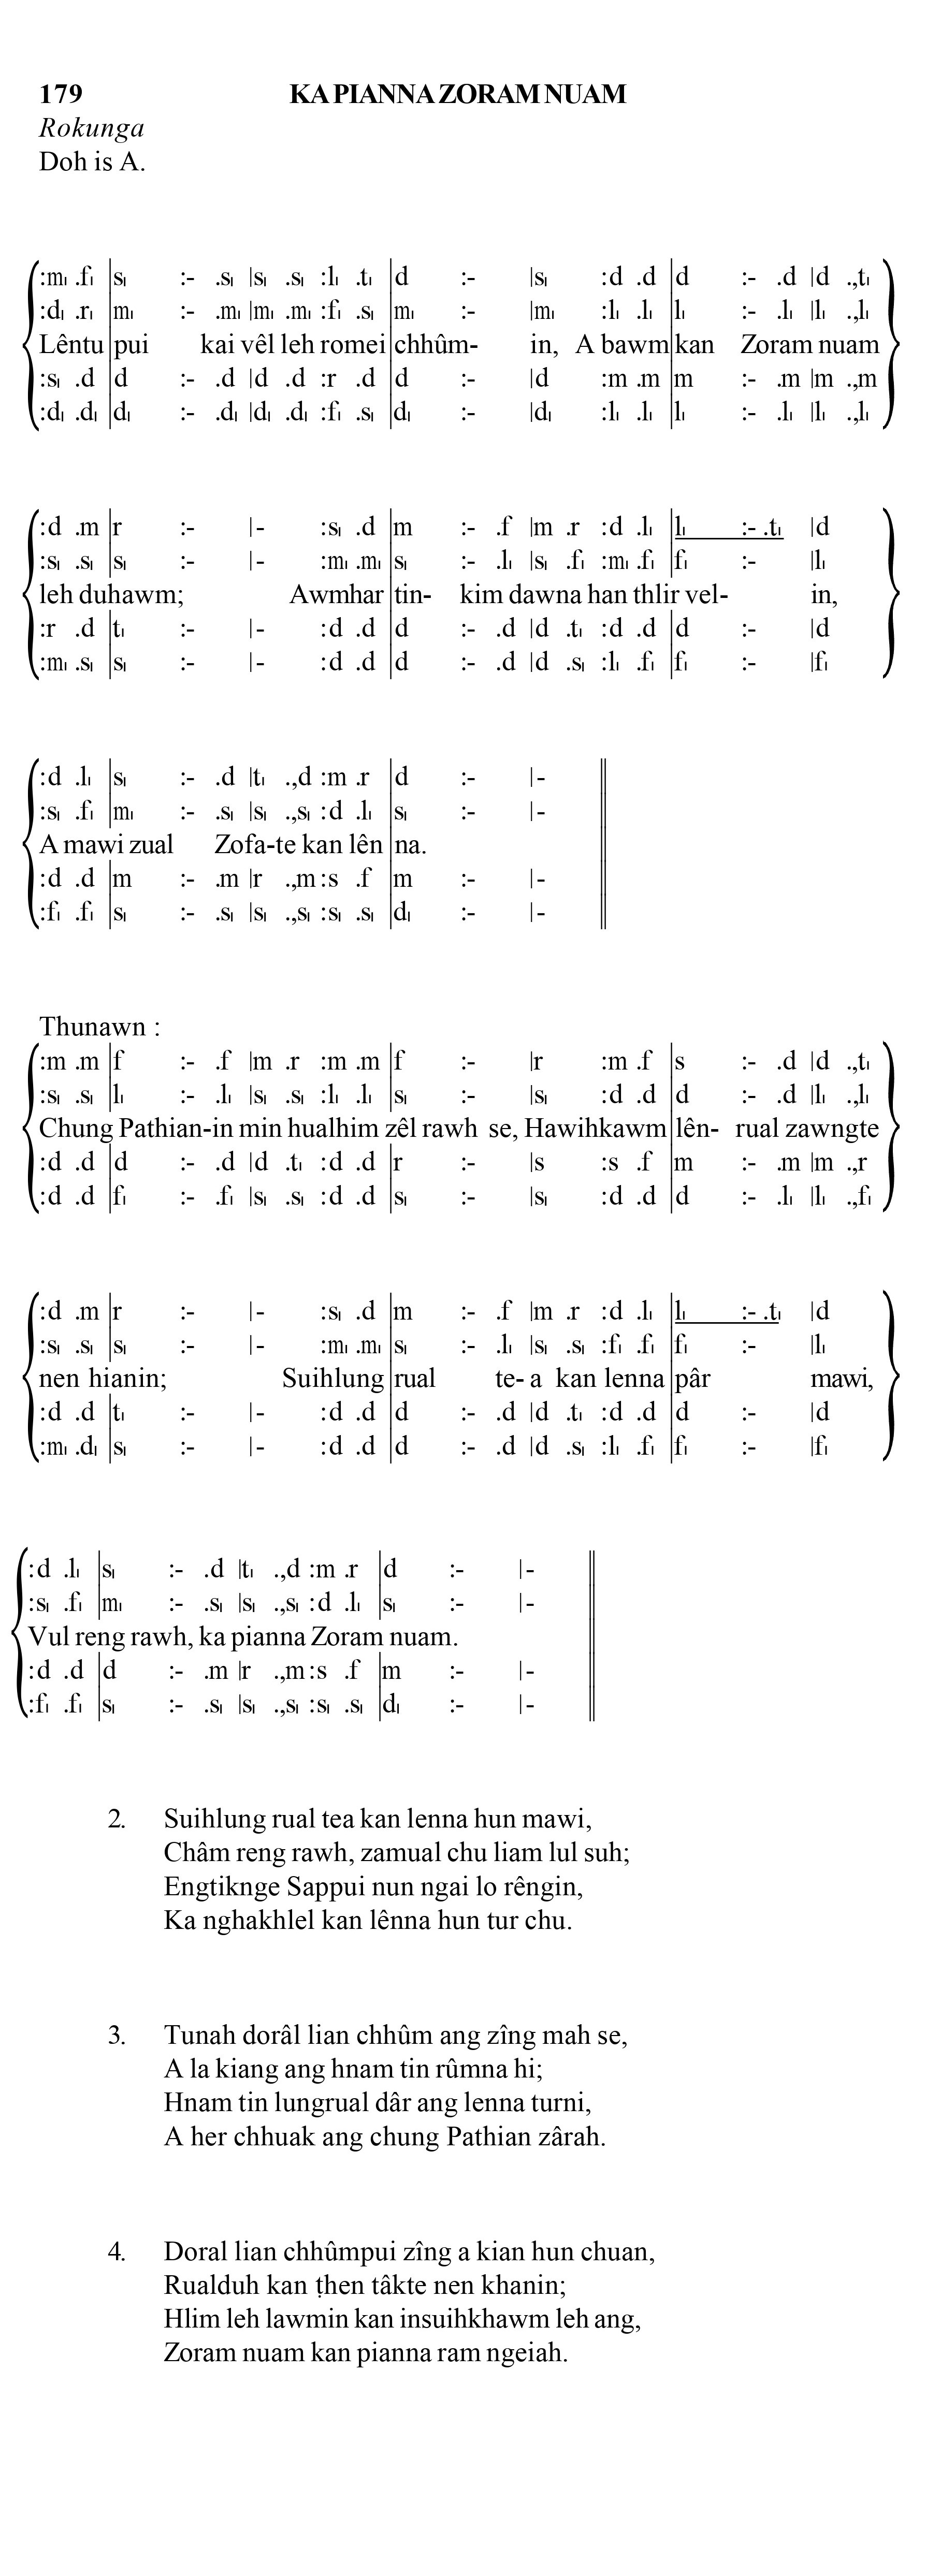 179 KA PIANNA ZORAM NUAM
Rokunga
Doh is A.
:mı .fı |sı :- .sı |sı .sı :lı .tı |d :- |sı :d .d |d :- .d |d .,tı
:dı .rı |mı :- .mı |mı .mı :fı .sı |mı :- |mı :lı .lı |lı :- .lı |lı .,lı
Lêntu pui kai vêl leh romei chhûm- in, A bawm kan Zoram nuam
:sı .d |d :- .d |d .d :r .d |d :- |d :m .m |m :- .m |m .,m
:dı .dı |dı :- .dı |dı .dı :fı .sı |dı :- |dı :lı .lı |lı :- .lı |lı .,lı
:d .m |r :- |- :sı .d |m :- .f |m .r :d .lı |lı :- .tı |d
:sı .sı |sı :- |- :mı .mı |sı :- .lı |sı .fı :mı .fı |fı :- |lı
leh duhawm; Awmhar tin- kim dawna han thlir vel- in,
:r .d |tı :- |- :d .d |d :- .d |d .tı :d .d |d :- |d
:mı .sı |sı :- |- :d .d |d :- .d |d .sı :lı .fı |fı :- |fı
:d .lı |sı :- .d |tı .,d :m .r |d :- |-
:sı .fı |mı :- .sı |sı .,sı :d .lı |sı :- |-
A mawi zual Zofa-te kan lên na.
:d .d |m :- .m |r .,m :s .f |m :- |-
:fı .fı |sı :- .sı |sı .,sı :sı .sı |dı :- |-
Thunawn :
:m .m |f :- .f |m .r :m .m |f :- |r :m .f |s :- .d |d .,tı
:sı .sı |lı :- .lı |sı .sı :lı .lı |sı :- |sı :d .d |d :- .d |lı .,lı
Chung Pathian-in min hualhim zêl rawh se, Hawihkawm lên- rual zawngte
:d .d |d :- .d |d .tı :d .d |r :- |s :s .f |m :- .m |m .,r
:d .d |fı :- .fı |sı .sı :d .d |sı :- |sı :d .d |d :- .lı |lı .,fı
:d .m |r :- |- :sı .d |m :- .f |m .r :d .lı |lı :- .tı |d
:sı .sı |sı :- |- :mı .mı |sı :- .lı |sı .sı :fı .fı |fı :- |lı
nen hianin; Suihlung rual te- a kan lenna pâr mawi,
:d .d |tı :- |- :d .d |d :- .d |d .tı :d .d |d :- |d
:mı .dı |sı :- |- :d .d |d :- .d |d .sı :lı .fı |fı :- |fı
:d .lı |sı :- .d |tı .,d :m .r |d :- |-
:sı .fı |mı :- .sı |sı .,sı :d .lı |sı :- |-
Vul reng rawh, ka pianna Zoram nuam.
:d .d |d :- .m |r .,m :s .f |m :- |-
:fı .fı |sı :- .sı |sı .,sı :sı .sı |dı :- |-
2. Suihlung rual tea kan lenna hun mawi,
Châm reng rawh, zamual chu liam lul suh;
Engtiknge Sappui nun ngai lo rêngin,
Ka nghakhlel kan lênna hun tur chu.
3. Tunah dorâl lian chhûm ang zîng mah se,
A la kiang ang hnam tin rûmna hi;
Hnam tin lungrual dâr ang lenna turni,
A her chhuak ang chung Pathian zârah.
4. Doral lian chhûmpui zîng a kian hun chuan,
Rualduh kan ṭhen tâkte nen khanin;
Hlim leh lawmin kan insuihkhawm leh ang,
Zoram nuam kan pianna ram ngeiah.